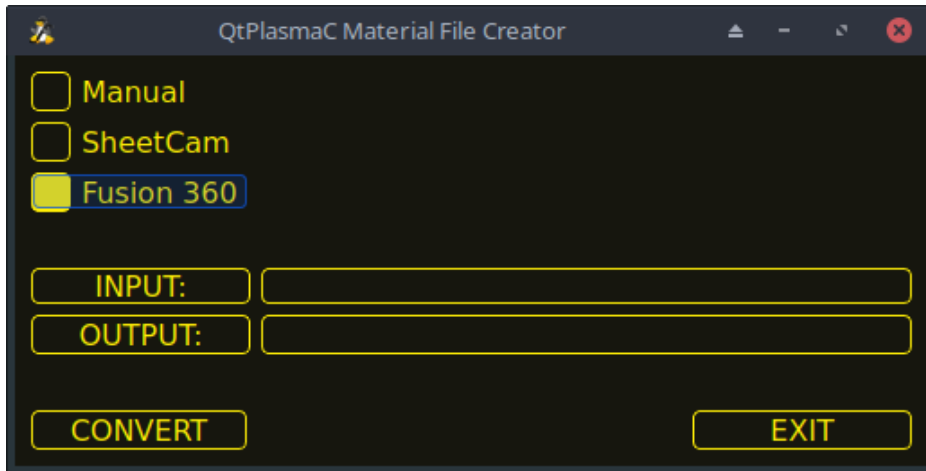 QtPlasmaC Material File Creator
Manual
SheetCam
Fusion 360
INPUT:
OUTPUT:
CONVERT EXIT